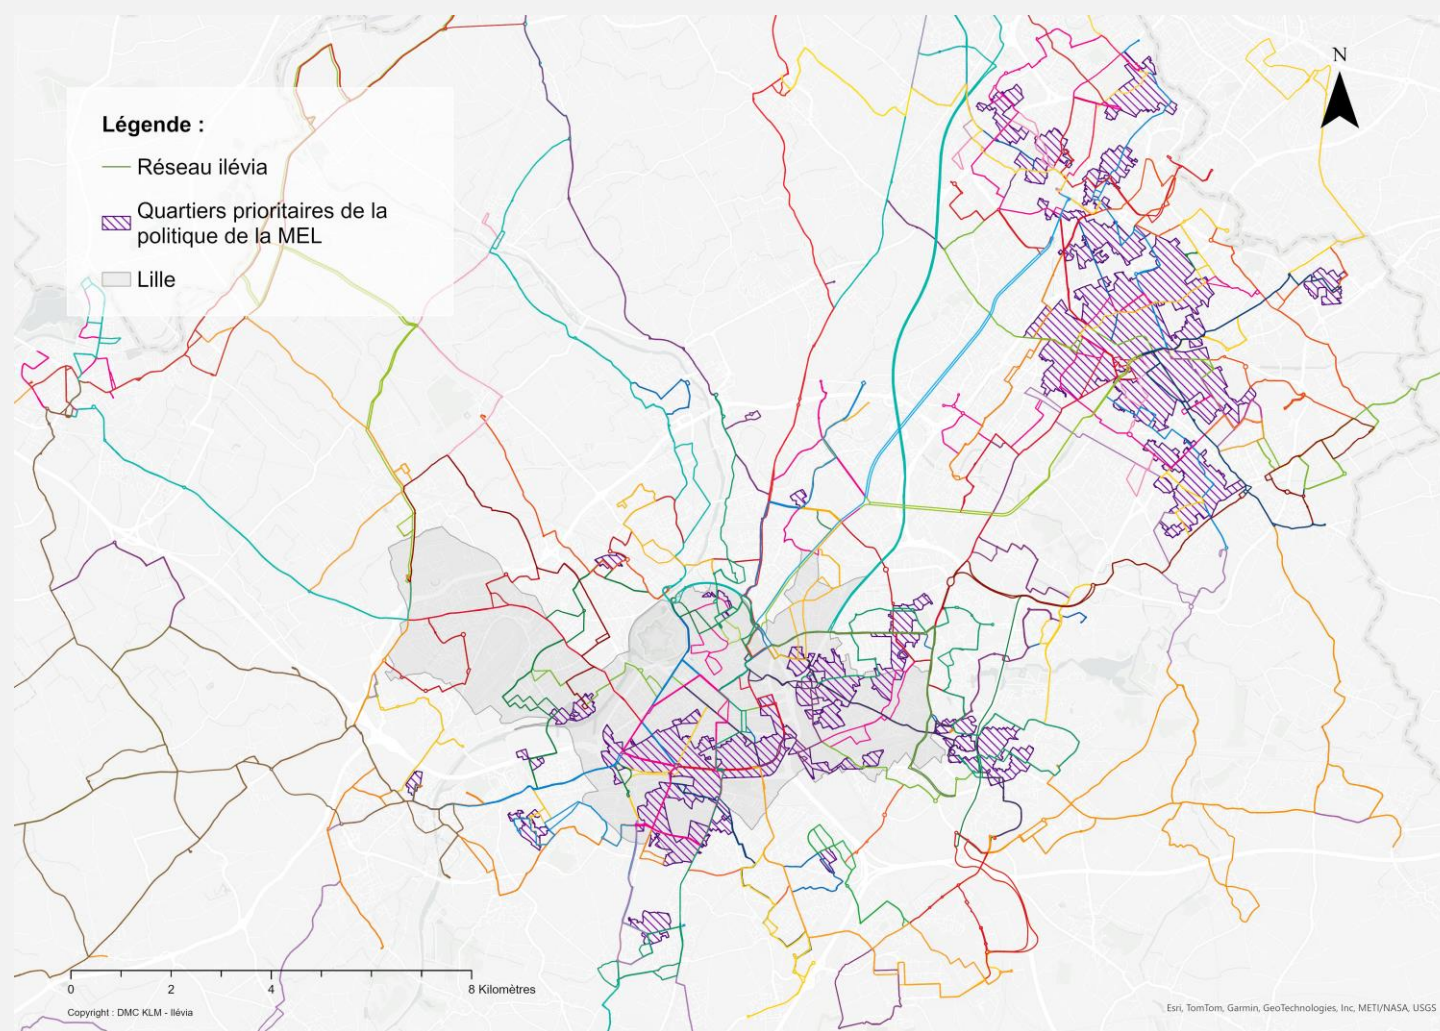 Légende :
Réseau ilévia
Quartiers prioritaires de la
politique de la MEL
Lille
N
0 2 4 8 Kilomètres
Copyright : DMC KLM - Ilévia
Esri, TomTom, Garmin, GeoTechnologies, Inc, METI/NASA, USGS